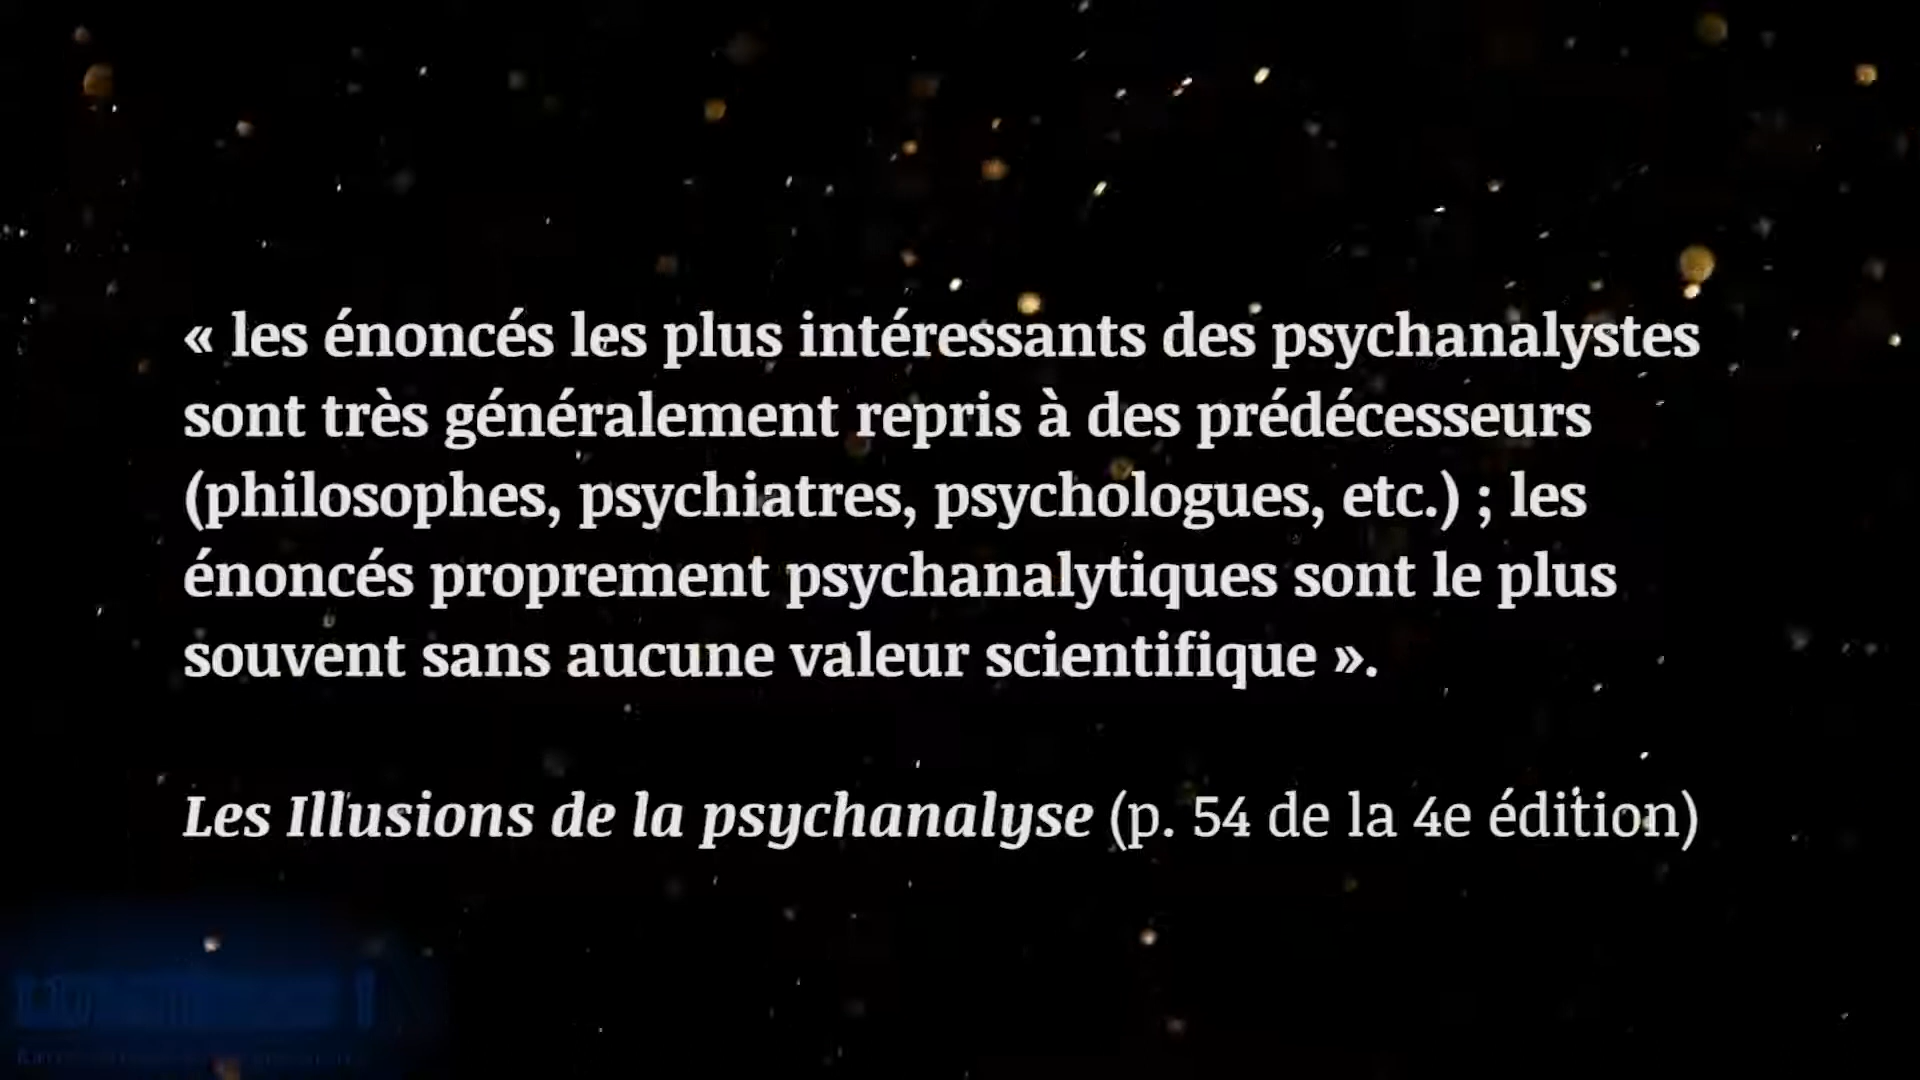 « les énoncés les plus intéressants des psychanalystes
sont très généralement repris à des prédécesseurs
(philosophes, psychiatres, psychologues, etc.) ; les
énoncés proprement psychanalytiques sont le plus
souvent sans aucune valeur scientifique ».
Les Illusions de la psychanalyse (p. 54 de la 4e édition)